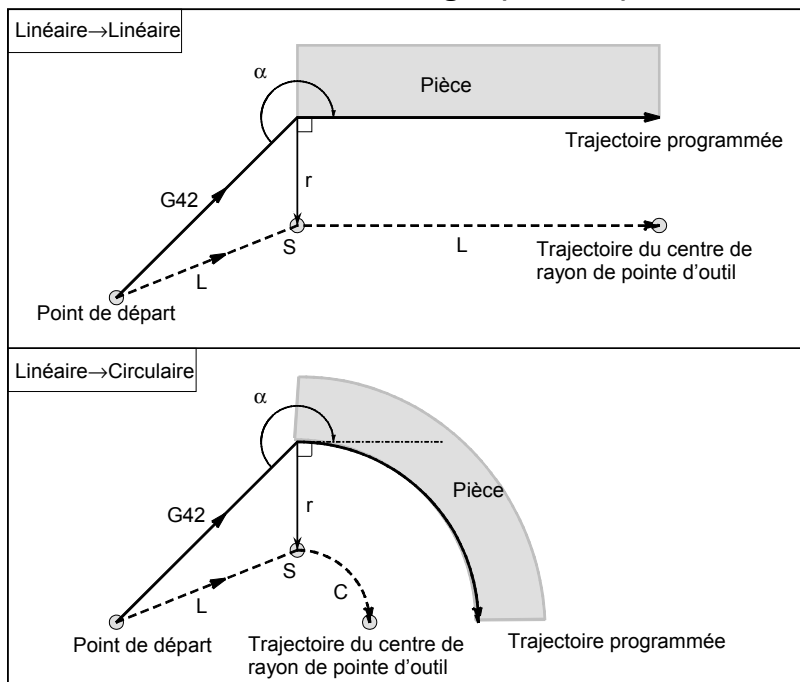 Linéaire→Linéaire
α
Pièce
Trajectoire programmée
G42
r
S
L
L
Trajectoire du centre de
rayon de pointe d'outil
Point de départ
Linéaire→Circulaire
α
Pièce
G42
r
S
L
C
Point de départ
Trajectoire du centre de
rayon de pointe d'outil
Trajectoire programmée